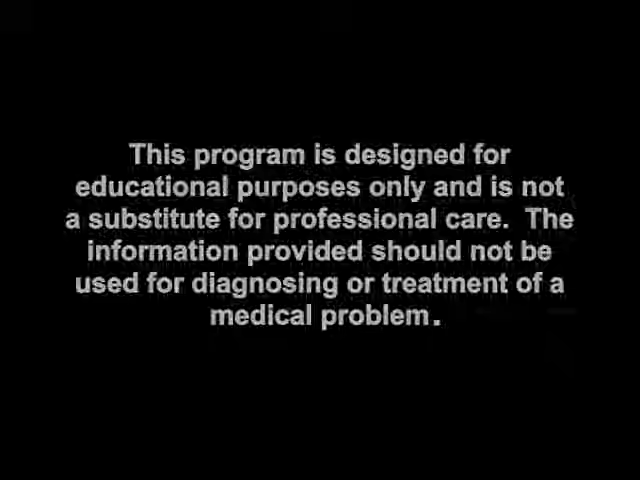 This program is designed for
educational purposes only and is not
a substitute for professional care.  The
information provided should not be
used for diagnosing or treatment of a
medical problem.